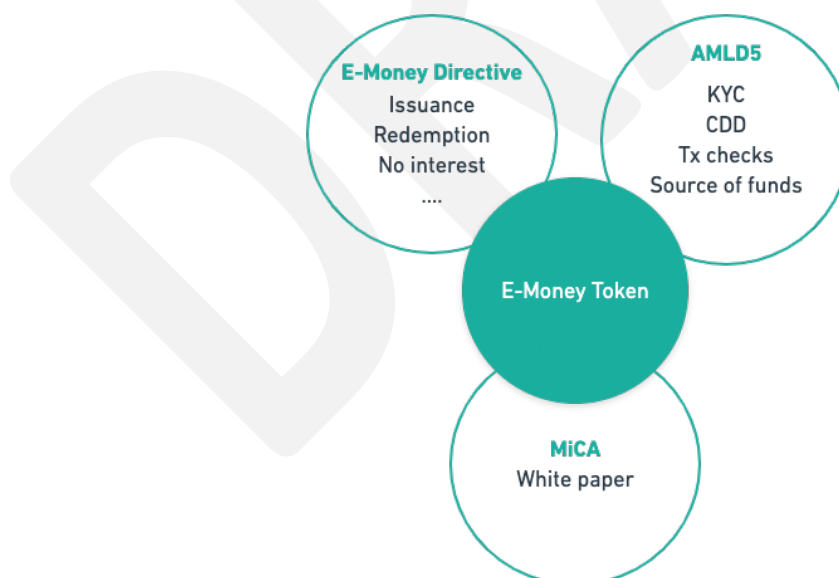 E-Money Directive
Issuance
Redemption
No interest
....
AMLD5
KYC
CDD
Tx checks
Source of funds
E-Money Token
MiCA
White paper